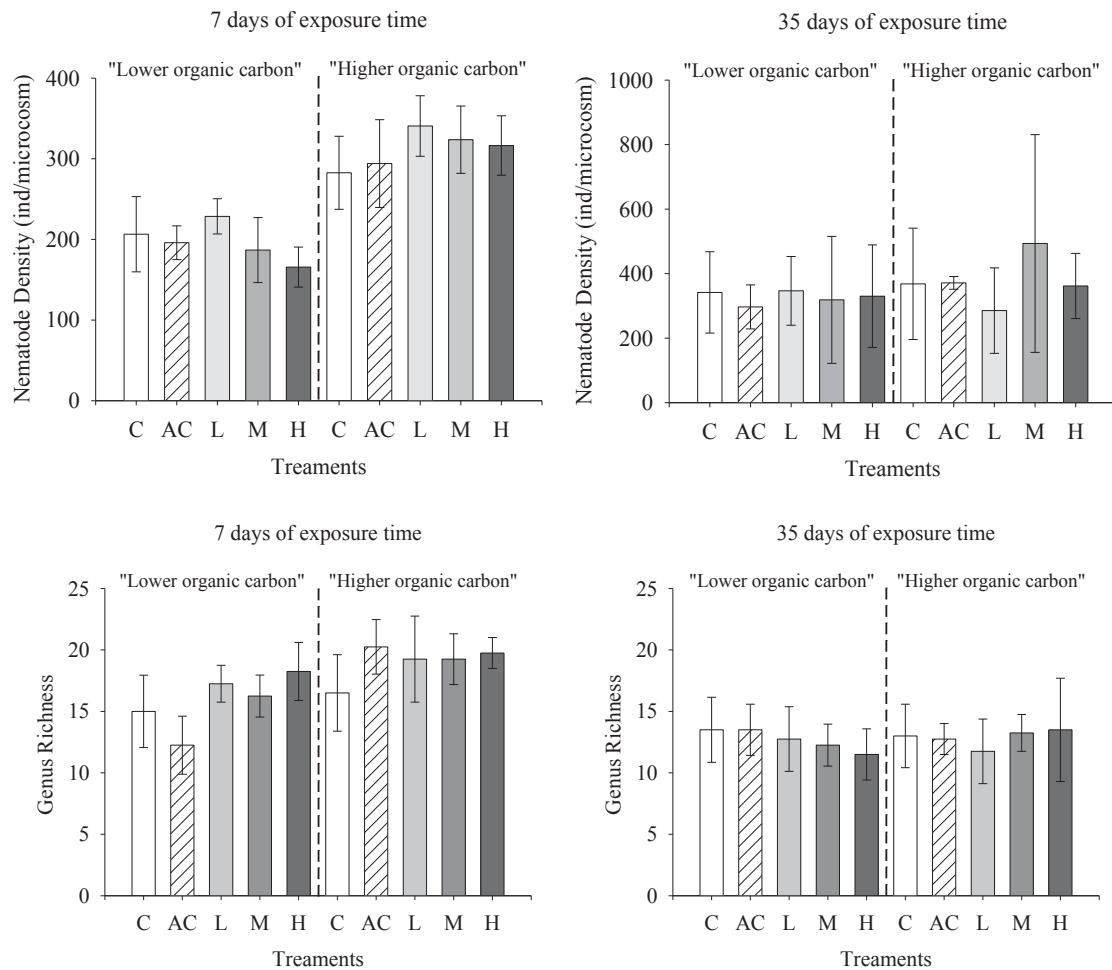 7 days of exposure time
"Lower organic carbon" "Higher organic carbon"
Nematode Density (ind/microcosm)
400
300
200
100
0
C AC L M H C AC L M H
Treaments
35 days of exposure time
"Lower organic carbon" "Higher organic carbon"
Nematode Density (ind/microcosm)
1000
800
600
400
200
0
C AC L M H C AC L M H
Treaments
7 days of exposure time
"Lower organic carbon" "Higher organic carbon"
Genus Richness
25
20
15
10
5
0
C AC L M H C AC L M H
Treaments
35 days of exposure time
"Lower organic carbon" "Higher organic carbon"
Genus Richness
25
20
15
10
5
0
C AC L M H C AC L M H
Treaments